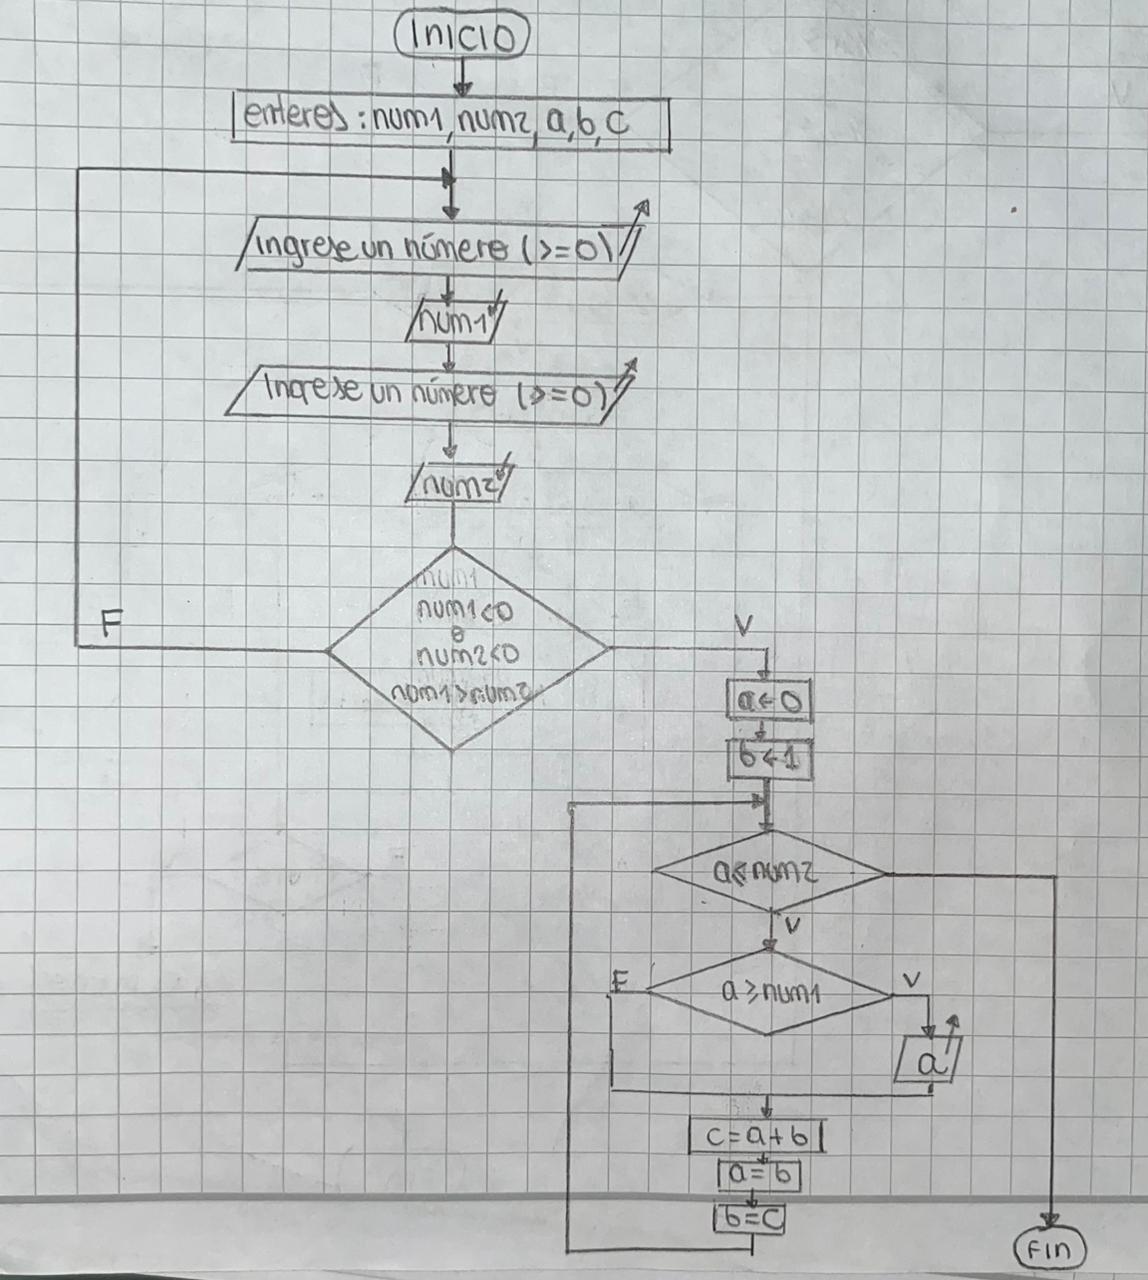 Inicio
enteros: num1, num2, a, b, c
Ingrese un número (>=0)
num1
Ingrese un número (>=0)
num2
num1
num1<0
o
num2<0
num1>num2
F
V
a←0
b←1
a≤num2
V
a≥num1
F
V
a
c=a+b
a=b
b=c
Fin